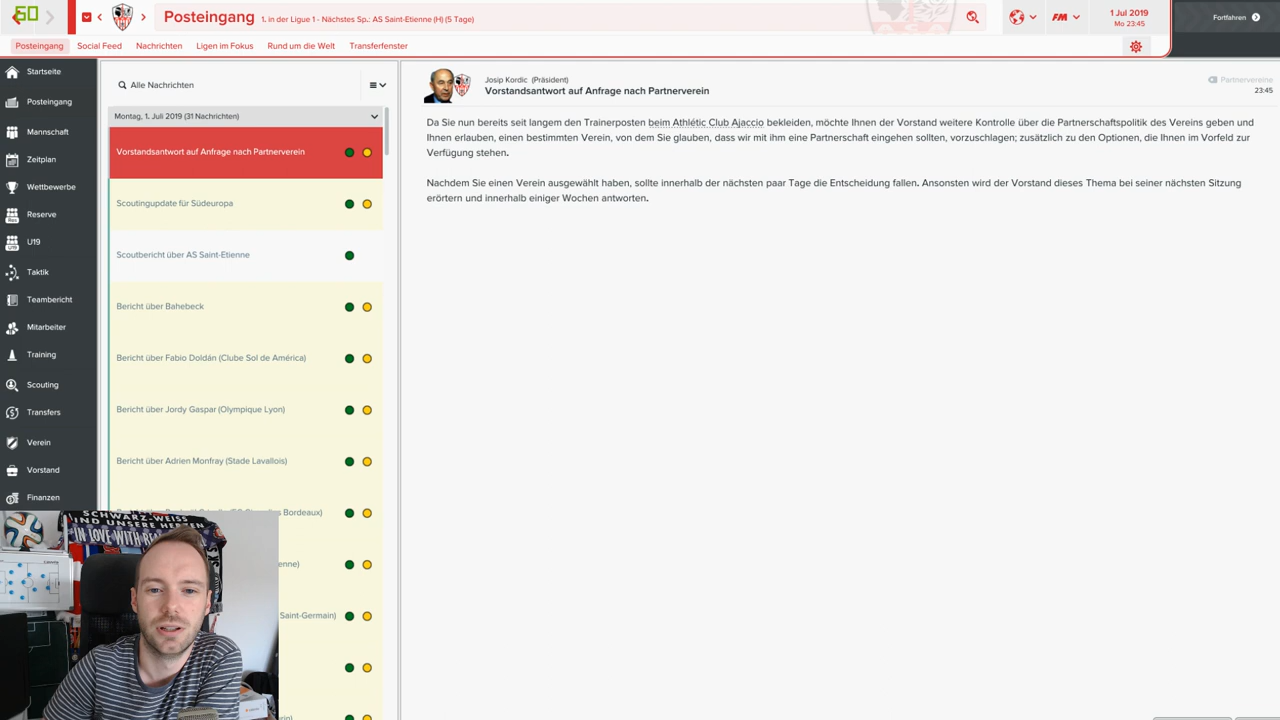 Posteingang
1. in der Ligue 1 - Nächstes Sp.: AS Saint-Etienne (H) (5 Tage)
FM
1 Jul 2019
Mo 23:45
Fortfahren
Posteingang
Social Feed
Nachrichten
Ligen im Fokus
Rund um die Welt
Transferfenster
Startseite
Posteingang
Mannschaft
Zeitplan
Wettbewerbe
Reserve
U19
Taktik
Teambericht
Mitarbeiter
Training
Scouting
Transfers
Verein
Vorstand
Finanzen
Alle Nachrichten
Montag, 1. Juli 2019 (31 Nachrichten)
Vorstandsantwort auf Anfrage nach Partnerverein
Scoutingupdate für Südeuropa
Scoutbericht über AS Saint-Etienne
Bericht über Bahebeck
Bericht über Fabio Doldán (Clube Sol de América)
Bericht über Jordy Gaspar (Olympique Lyon)
Bericht über Adrien Monfray (Stade Lavallois)
Bordeaux)
enne)
Saint-Germain)
Josip Kordic (Präsident)
Vorstandsantwort auf Anfrage nach Partnerverein
Partnervereine
23:45
Da Sie nun bereits seit langem den Trainerposten beim Athlétic Club Ajaccio bekleiden, möchte Ihnen der Vorstand weitere Kontrolle über die Partnerschaftspolitik des Vereins geben und
Ihnen erlauben, einen bestimmten Verein, von dem Sie glauben, dass wir mit ihm eine Partnerschaft eingehen sollten, vorzuschlagen; zusätzlich zu den Optionen, die Ihnen im Vorfeld zur
Verfügung stehen.
Nachdem Sie einen Verein ausgewählt haben, sollte innerhalb der nächsten paar Tage die Entscheidung fallen. Ansonsten wird der Vorstand dieses Thema bei seiner nächsten Sitzung
erörtern und innerhalb einiger Wochen antworten.
SCHWARZ-WEISS
IND UNSERE
IN LOVE WITH